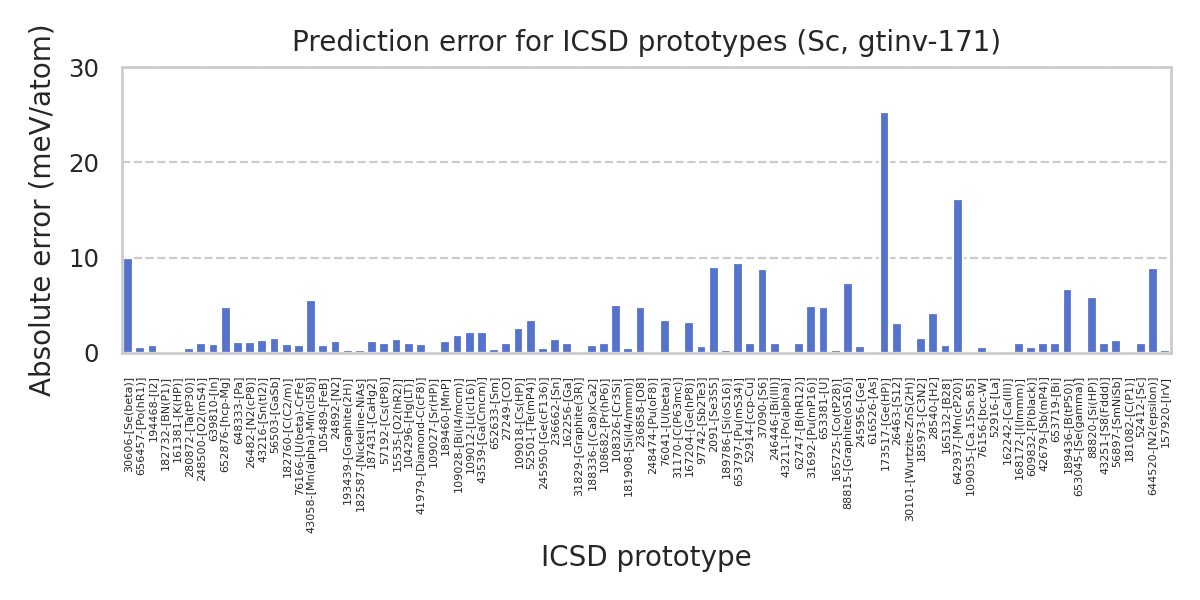 Prediction error for ICSD prototypes (Sc, gtinv-171)
Absolute error (meV/atom)
30
20
10
0
30606-[Se(beta)]
656457-[Po(hR1)]
194468-[I2]
182732-[BN(P1)]
161381-[K(HP)]
280872-[Ta(tP30)]
248500-[O2(mS4)]
639810-[In]
652876-[hcp-Mg]
648333-[Pa]
26482-[N2(cP8)]
43216-[Sn(tI2)]
56503-[GaSb]
182760-[C(C2/m)]
76166-[U(beta)-CrFe]
43058-[Mn(alpha)-Mn(cI58)]
105489-[FeB]
24892-[N2]
193439-[Graphite(2H)]
182587-[Nickeline-NiAs]
187431-[CaHg2]
57192-[Cs(tP8)]
15535-[O2(hR2)]
104296-[Hg(LT)]
41979-[Diamond-C(cF8)]
109027-[Sr(HP)]
189460-[MnP]
109028-[Bi(I4/mcm)]
109012-[Li(cI16)]
43539-[Ga(Cmcm)]
652633-[Sm]
27249-[CO]
109018-[Cs(HP)]
52501-[Te(mP4)]
245950-[Ge(cF136)]
236662-[Sn]
162256-[Ga]
31829-[Graphite(3R)]
188336-[(Ca8)xCa2]
108682-[Pr(hP6)]
108326-[Cr3Si]
181908-[Si(I4/mmm)]
236858-[O8]
248474-[Pu(oF8)]
76041-[U(beta)]
31170-[C(P63mc)]
167204-[Ge(hP8)]
97742-[Sb2Te3]
2091-[Se3S5]
189786-[Si(oS16)]
653797-[Pu(mS34)]
52914-[ccp-Cu]
37090-[S6]
246446-[Bi(III)]
43211-[Po(alpha)]
62747-[B(hR12)]
31692-[Pu(mP16)]
653381-[U]
165725-[Co(tP28)]
88815-[Graphite(oS16)]
245956-[Ge]
616526-[As]
173517-[Ge(HP)]
26463-[S12]
30101-[Wurtzite-ZnS(2H)]
185973-[C3N2]
28540-[H2]
165132-[B28]
642937-[Mn(cP20)]
109035-[Ca.15Sn.85]
76156-[bcc-W]
52916-[La]
162242-[Ca(III)]
168172-[I(Immm)]
609832-[P(black)]
42679-[Sb(mP4)]
653719-[Bi]
189436-[B(tP50)]
653045-[Se(gamma)]
88820-[Si(HP)]
43251-[S8(Fddd)]
56897-[SmNiSb]
181082-[C(P1)]
52412-[Sc]
644520-[N2(epsilon)]
157920-[IrV]
ICSD prototype